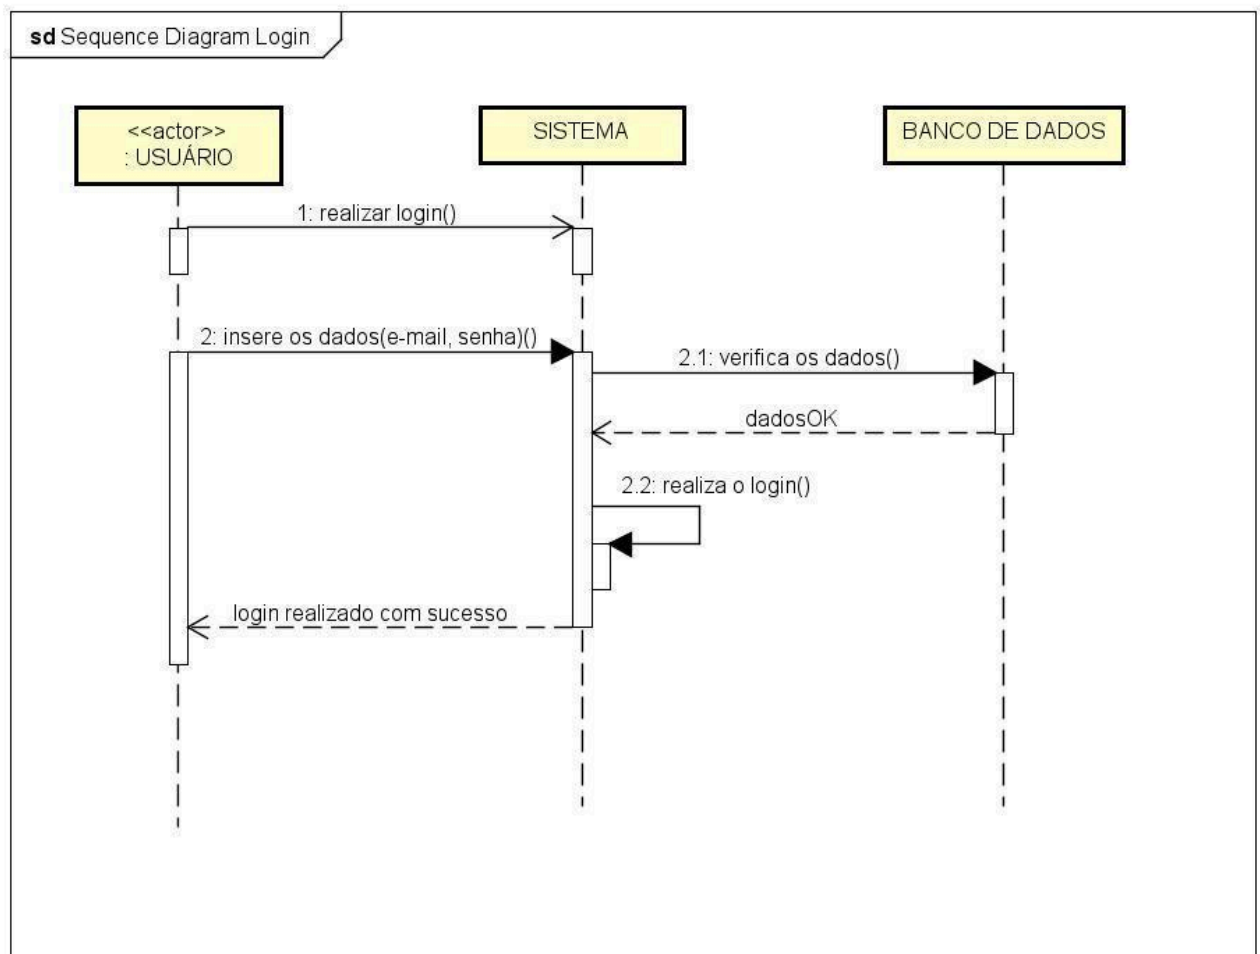 sd Sequence Diagram Login
<<actor>>
: USUÁRIO
SISTEMA
BANCO DE DADOS
1: realizar login()
2: insere os dados(e-mail, senha)()
2.1: verifica os dados()
dadosOK
2.2: realiza o login()
login realizado com sucesso